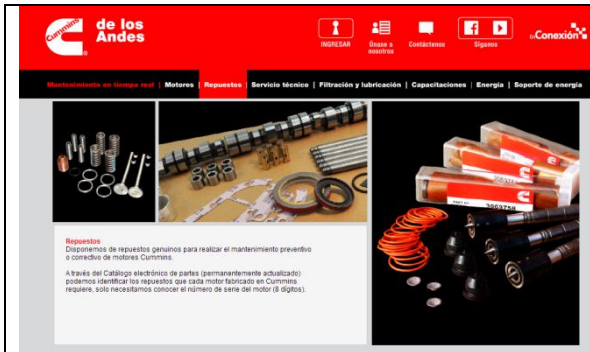 Cummins
de los
Andes
INGRESAR
Únase a
nosotros
Contáctenos
Síganos
Conexión
Mantenimiento en tiempo real | Motores | Repuestos | Servicio técnico | Filtración y lubricación | Capacitaciones | Energía | Soporte de energía
3069758
Repuestos
Disponemos de repuestos genuinos para realizar el mantenimiento preventivo
o correctivo de motores Cummins.
A través del Catálogo electrónico de partes (permanentemente actualizado)
podemos identificar los repuestos que cada motor fabricado en Cummins
requiere, solo necesitamos conocer el número de serie del motor (8 dígitos).